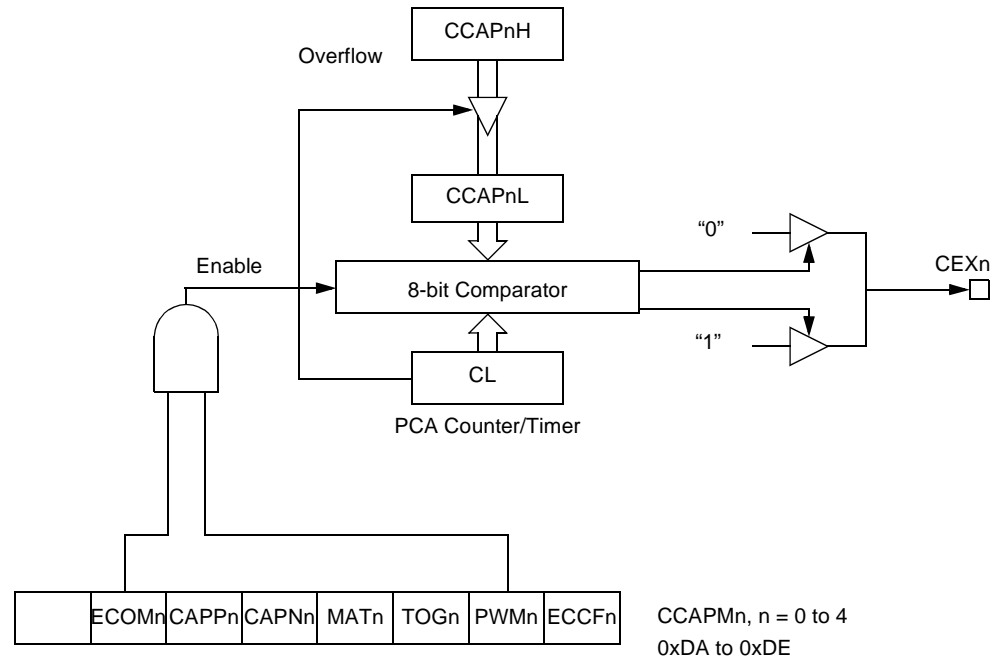 CCAPnH
Overflow
CCAPnL
“0”
Enable
CEXn
8-bit Comparator
“1”
CL
PCA Counter/Timer
ECOMn CAPPn CAPNn MATn TOGn PWMn ECCFn
CCAPMn, n = 0 to 4
0xDA to 0xDE